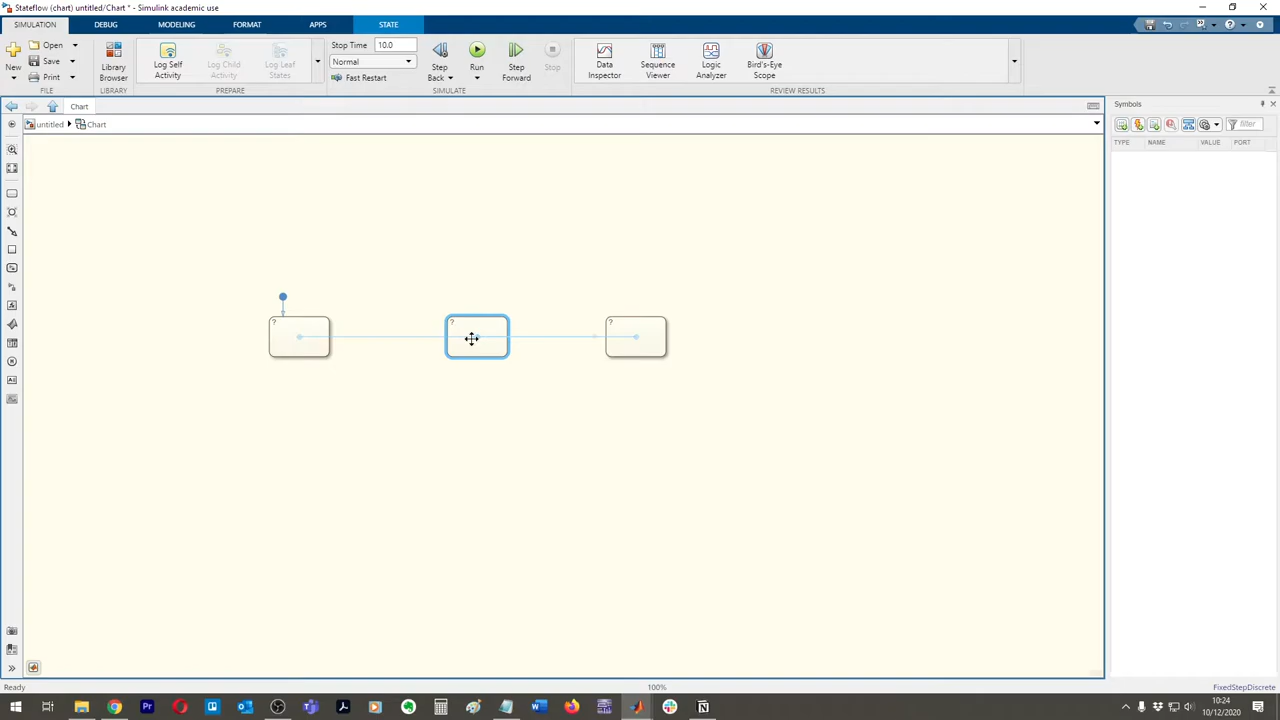 Stateflow (chart) untitled/Chart * - Simulink academic use
SIMULATION DEBUG MODELING FORMAT APPS STATE
New Open Save Print
FILE
Library Browser
LIBRARY
Log Self Activity
Log Child Activity
Log Leaf States
PREPARE
Stop Time 10.0
Normal
Fast Restart
Step Back
Run
Step Forward
Stop
SIMULATE
Data Inspector
Sequence Viewer
Logic Analyzer
Bird's-Eye Scope
REVIEW RESULTS
Chart
untitled Chart
Symbols
filter
TYPE NAME VALUE PORT
? ? ?
Ready
100%
FixedStepDiscrete
10:24
10/12/2020